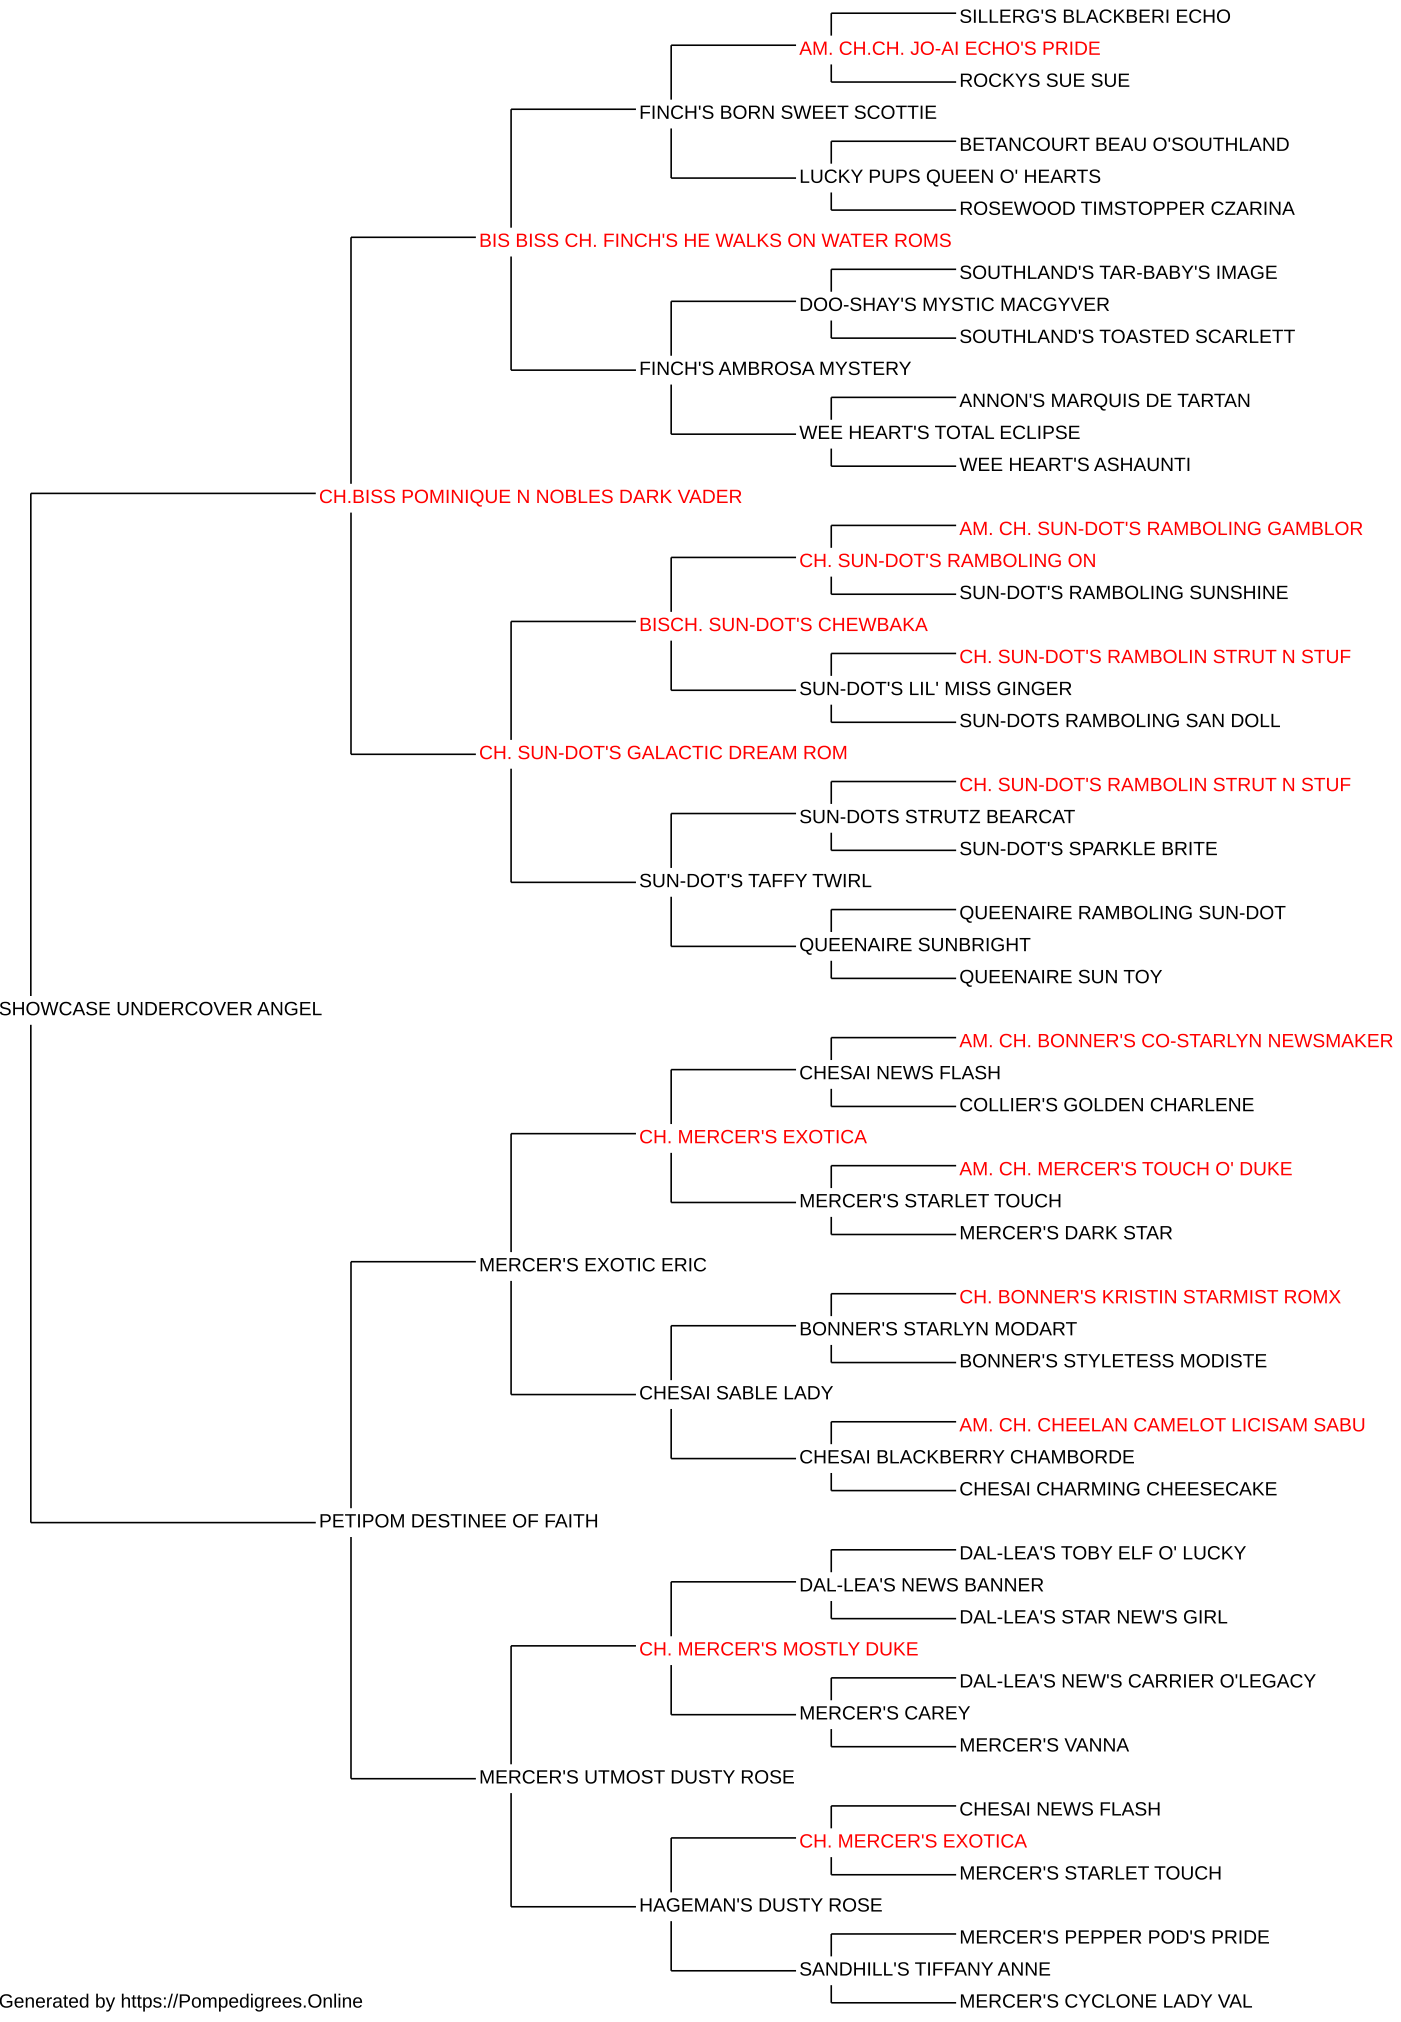 SILLERG'S BLACKBERI ECHO
AM. CH.CH. JO-AI ECHO'S PRIDE
ROCKYS SUE SUE
FINCH'S BORN SWEET SCOTTIE
BETANCOURT BEAU O'SOUTHLAND
LUCKY PUPS QUEEN O' HEARTS
ROSEWOOD TIMSTOPPER CZARINA
BIS BISS CH. FINCH'S HE WALKS ON WATER ROMS
SOUTHLAND'S TAR-BABY'S IMAGE
DOO-SHAY'S MYSTIC MACGYVER
SOUTHLAND'S TOASTED SCARLETT
FINCH'S AMBROSA MYSTERY
ANNON'S MARQUIS DE TARTAN
WEE HEART'S TOTAL ECLIPSE
WEE HEART'S ASHAUNTI
CH.BISS POMINIQUE N NOBLES DARK VADER
AM. CH. SUN-DOT'S RAMBOLING GAMBLOR
CH. SUN-DOT'S RAMBOLING ON
SUN-DOT'S RAMBOLING SUNSHINE
BISCH. SUN-DOT'S CHEWBAKA
CH. SUN-DOT'S RAMBOLIN STRUT N STUF
SUN-DOT'S LIL' MISS GINGER
SUN-DOTS RAMBOLING SAN DOLL
CH. SUN-DOT'S GALACTIC DREAM ROM
CH. SUN-DOT'S RAMBOLIN STRUT N STUF
SUN-DOTS STRUTZ BEARCAT
SUN-DOT'S SPARKLE BRITE
SUN-DOT'S TAFFY TWIRL
QUEENAIRE RAMBOLING SUN-DOT
QUEENAIRE SUNBRIGHT
QUEENAIRE SUN TOY
SHOWCASE UNDERCOVER ANGEL
AM. CH. BONNER'S CO-STARLYN NEWSMAKER
CHESAI NEWS FLASH
COLLIER'S GOLDEN CHARLENE
CH. MERCER'S EXOTICA
AM. CH. MERCER'S TOUCH O' DUKE
MERCER'S STARLET TOUCH
MERCER'S DARK STAR
MERCER'S EXOTIC ERIC
CH. BONNER'S KRISTIN STARMIST ROMX
BONNER'S STARLYN MODART
BONNER'S STYLETESS MODISTE
CHESAI SABLE LADY
AM. CH. CHEELAN CAMELOT LICISAM SABU
CHESAI BLACKBERRY CHAMBORDE
CHESAI CHARMING CHEESECAKE
PETIPOM DESTINEE OF FAITH
DAL-LEA'S TOBY ELF O' LUCKY
DAL-LEA'S NEWS BANNER
DAL-LEA'S STAR NEW'S GIRL
CH. MERCER'S MOSTLY DUKE
DAL-LEA'S NEW'S CARRIER O'LEGACY
MERCER'S CAREY
MERCER'S VANNA
MERCER'S UTMOST DUSTY ROSE
CHESAI NEWS FLASH
CH. MERCER'S EXOTICA
MERCER'S STARLET TOUCH
HAGEMAN'S DUSTY ROSE
MERCER'S PEPPER POD'S PRIDE
SANDHILL'S TIFFANY ANNE
MERCER'S CYCLONE LADY VAL
Generated by https://Pompedigrees.Online